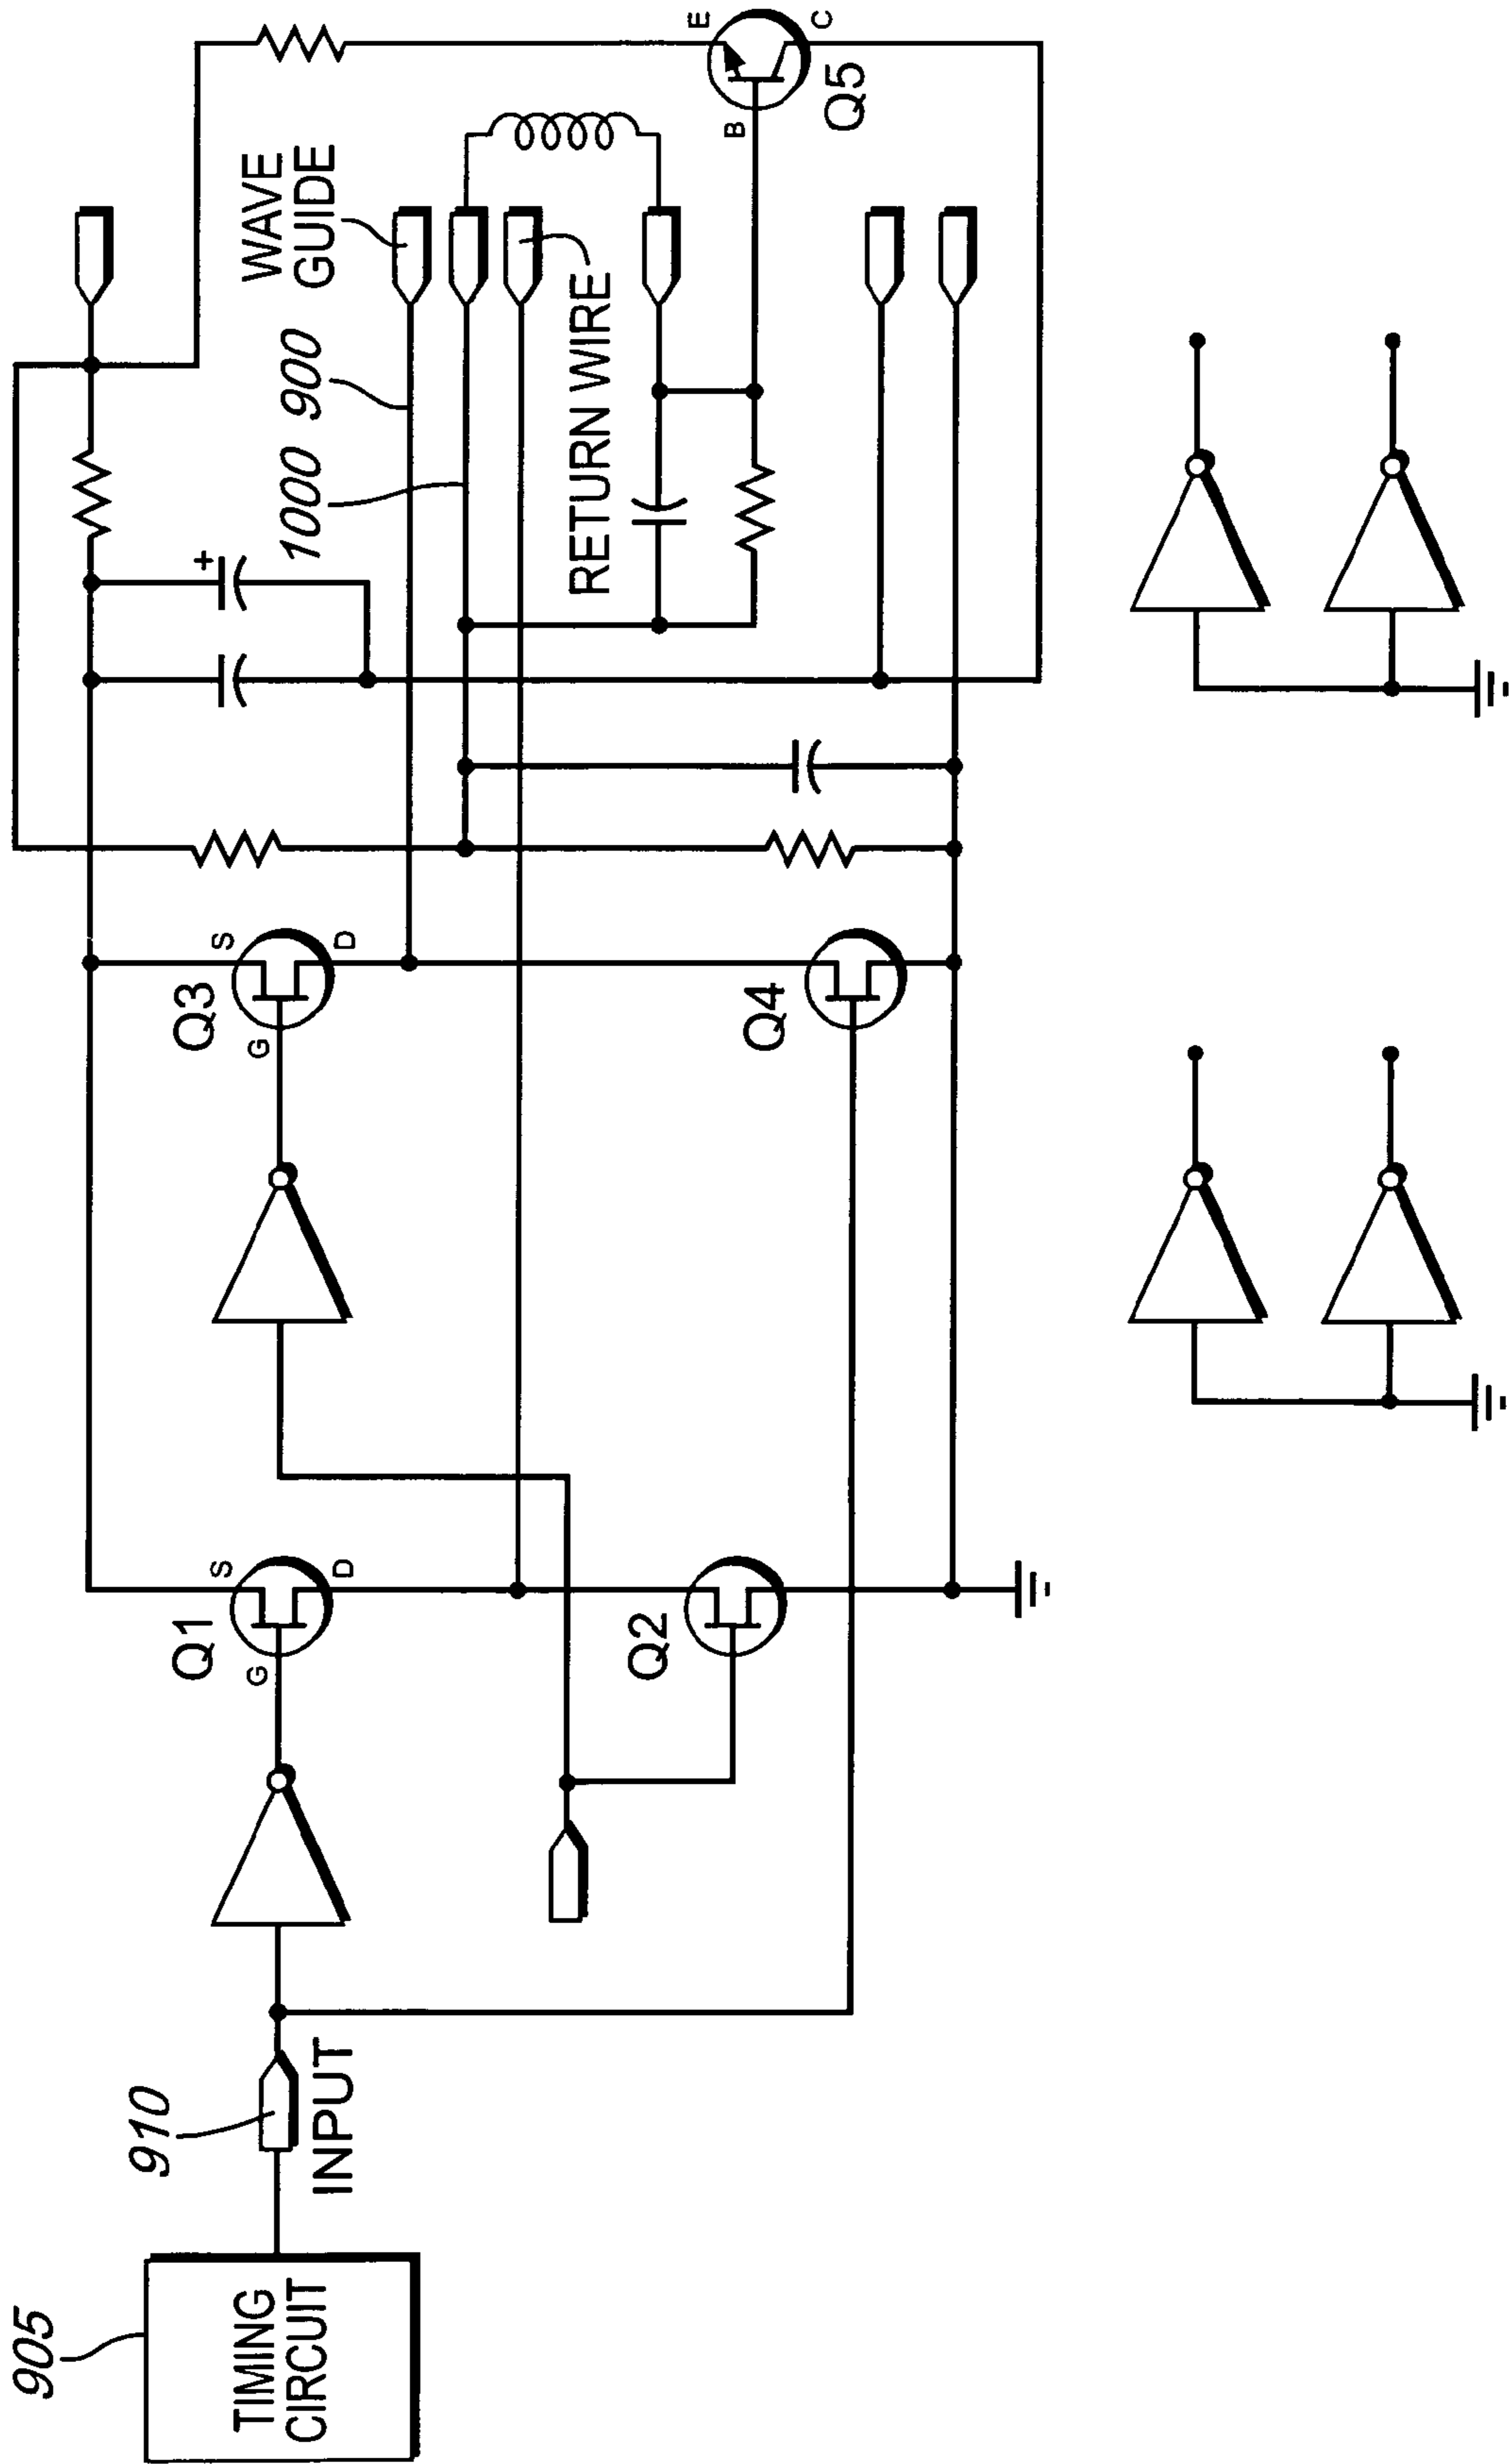 905
TIMING
CIRCUIT
910
INPUT
Q1
G
S
D
Q2
Q3
G
S
D
Q4
1000
900
WAVE
GUIDE
RETURN WIRE
B
E
C
Q5
+